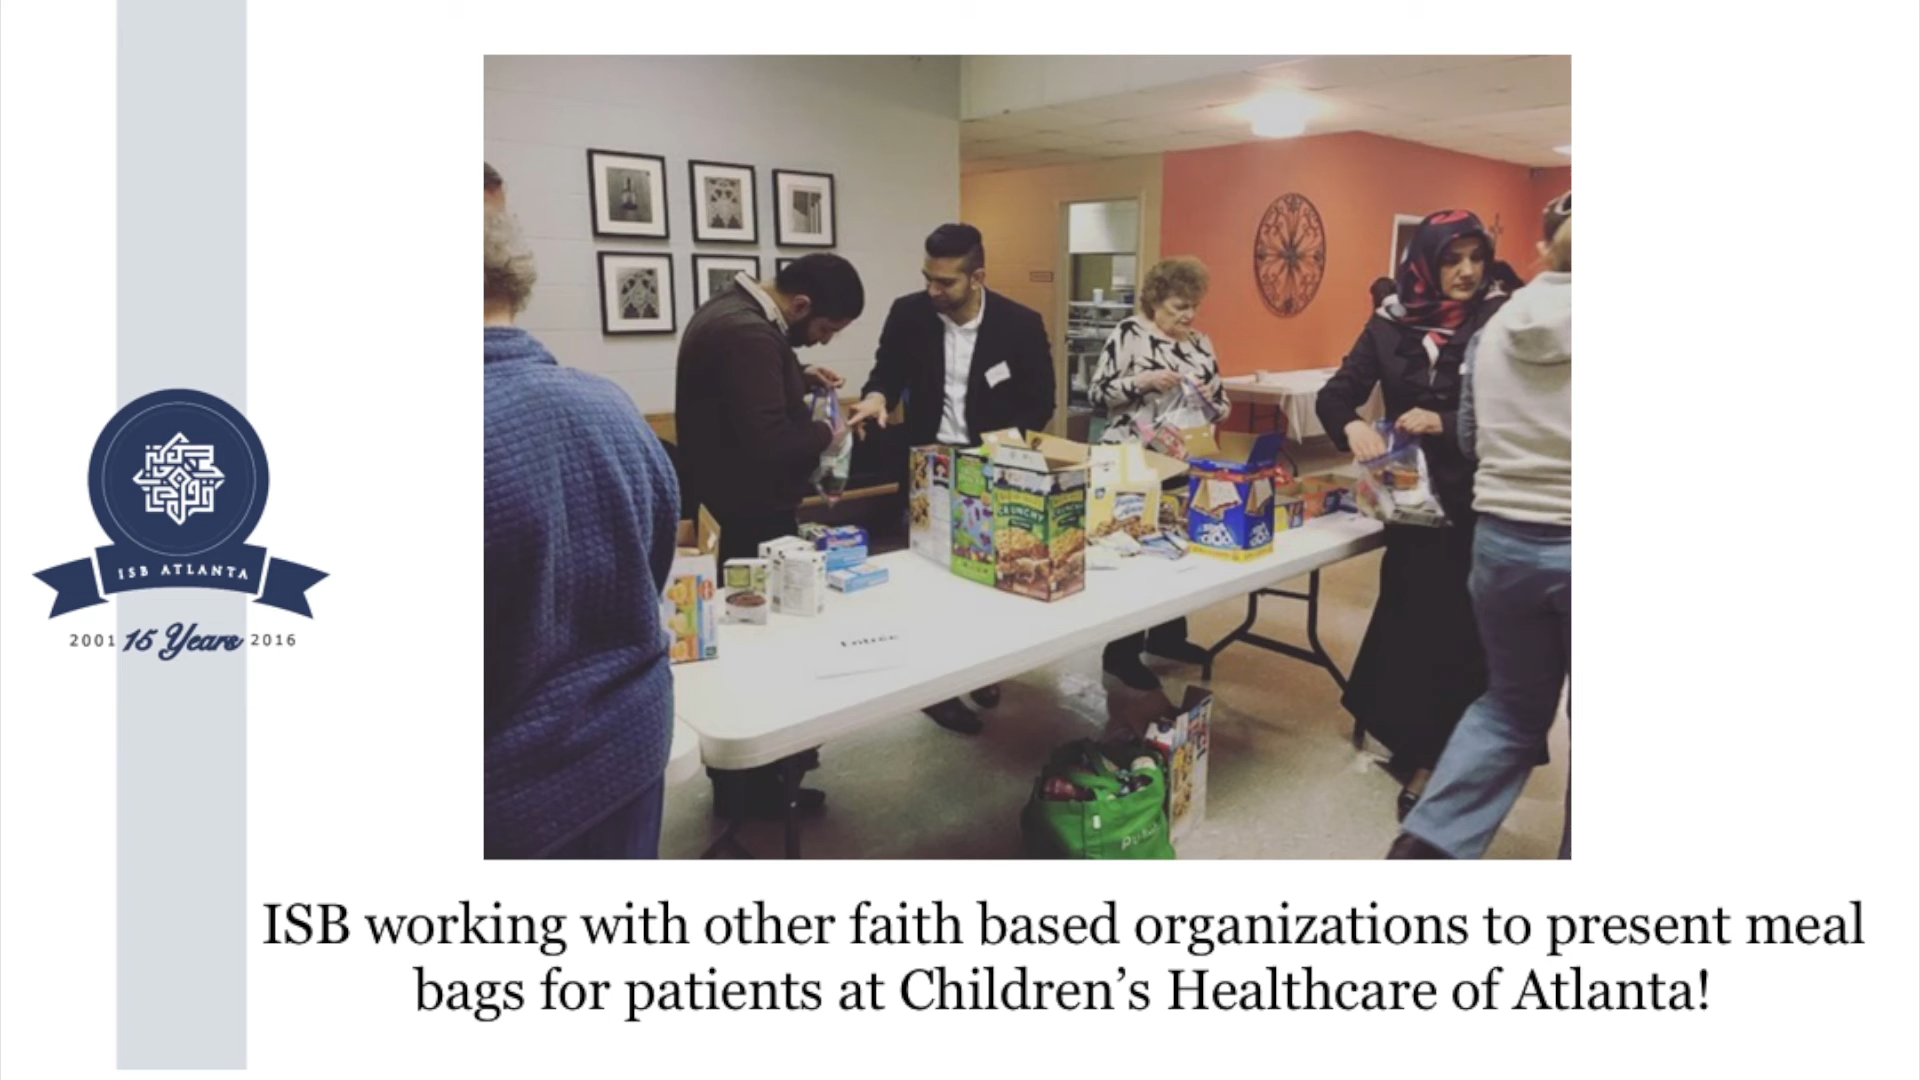 CRUNCHY
ISB ATLANTA
2001 15 Years 2016
ISB working with other faith based organizations to present meal
bags for patients at Children’s Healthcare of Atlanta!